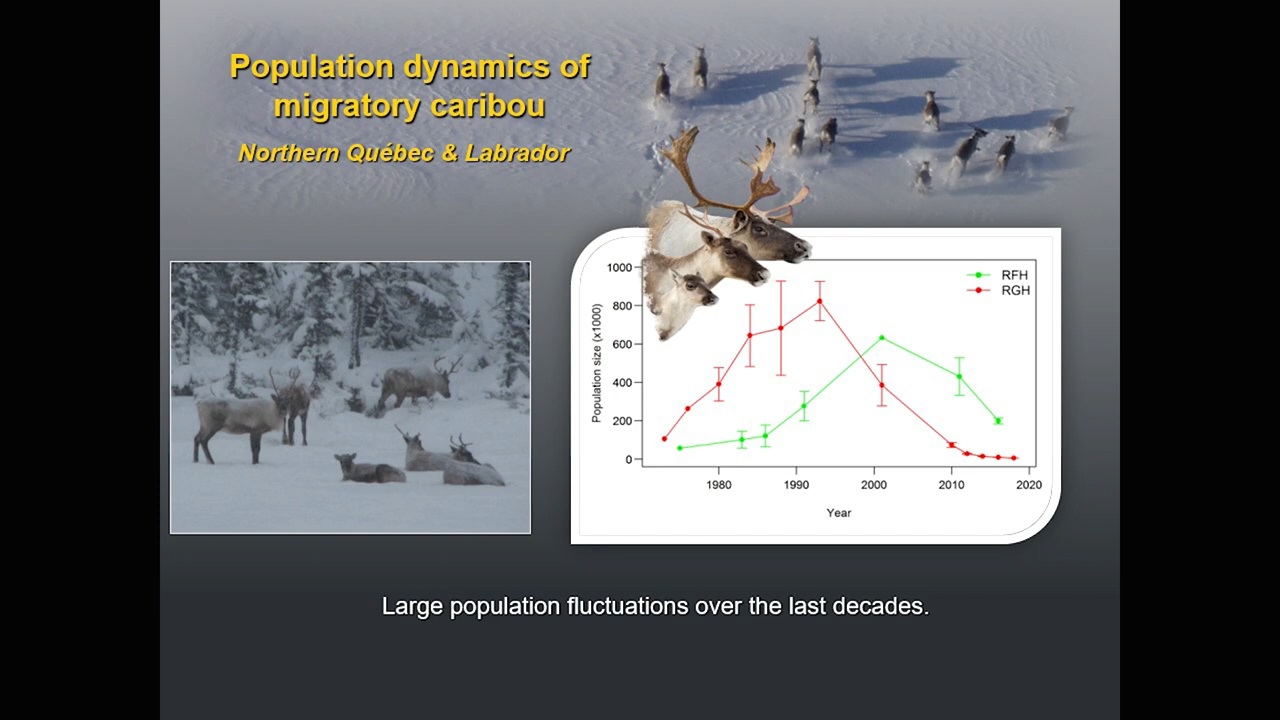 Population dynamics of
migratory caribou
Northern Québec & Labrador
1000
800
600
400
200
0
Population size (x1000)
RFH
RGH
1980
1990
2000
2010
2020
Year
Large population fluctuations over the last decades.